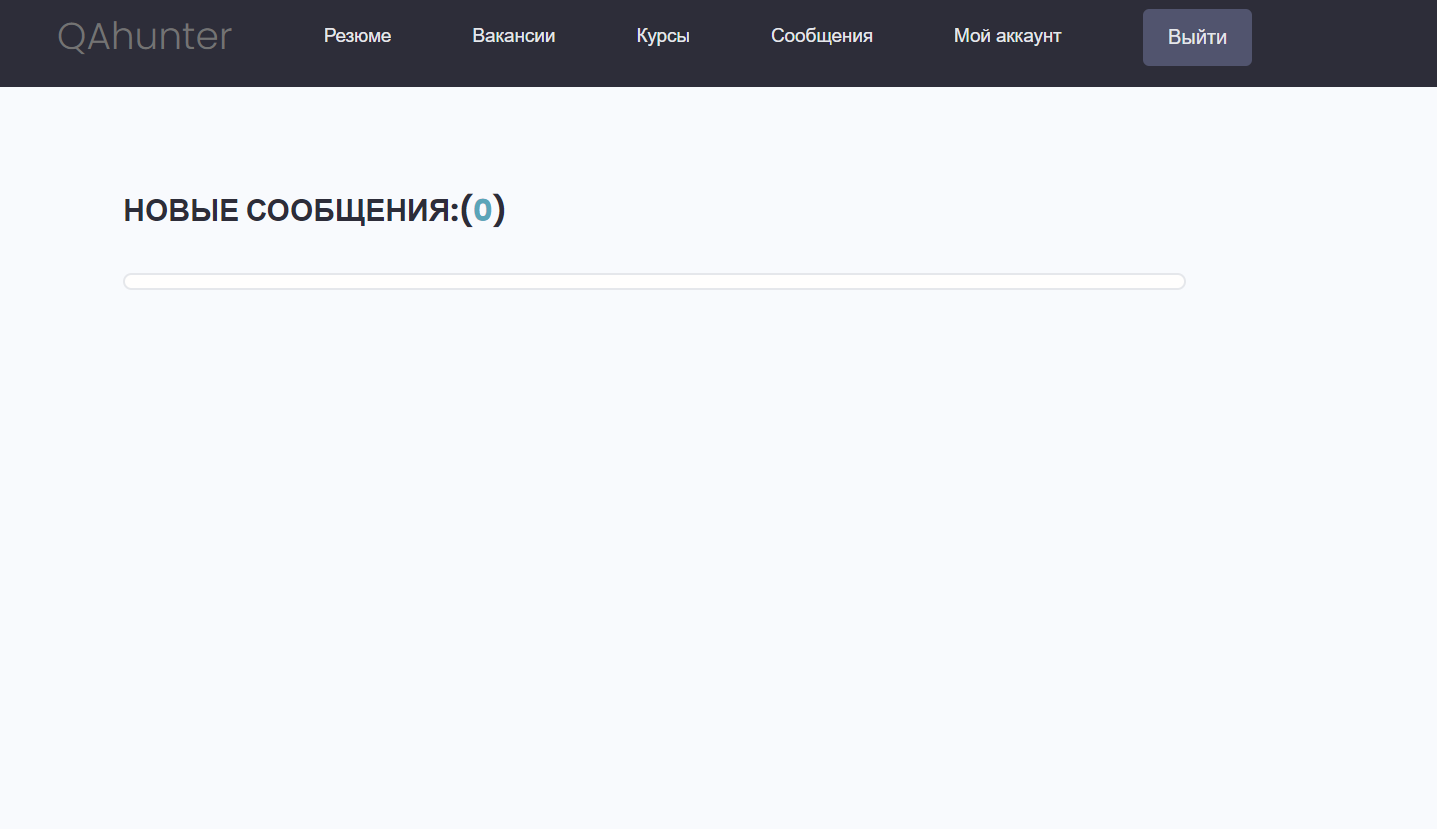 QAhunter Резюме Вакансии Курсы Сообщения Мой аккаунт Выйти
НОВЫЕ СООБЩЕНИЯ:(0)